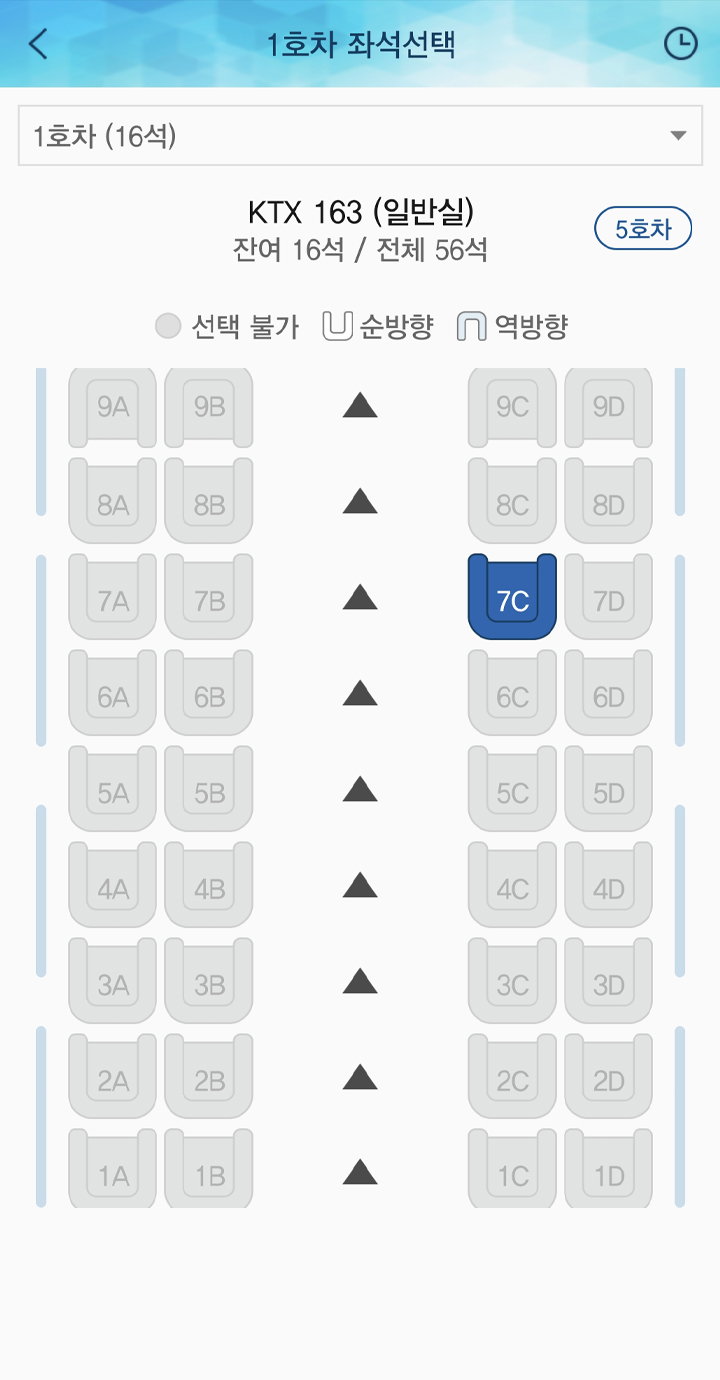 1호차 좌석선택
1호차 (16석)
KTX 163 (일반실)
잔여 16석 / 전체 56석
5호차
선택 불가 순방향 역방향
9A 9B 9C 9D
8A 8B 8C 8D
7A 7B 7C 7D
6A 6B 6C 6D
5A 5B 5C 5D
4A 4B 4C 4D
3A 3B 3C 3D
2A 2B 2C 2D
1A 1B 1C 1D